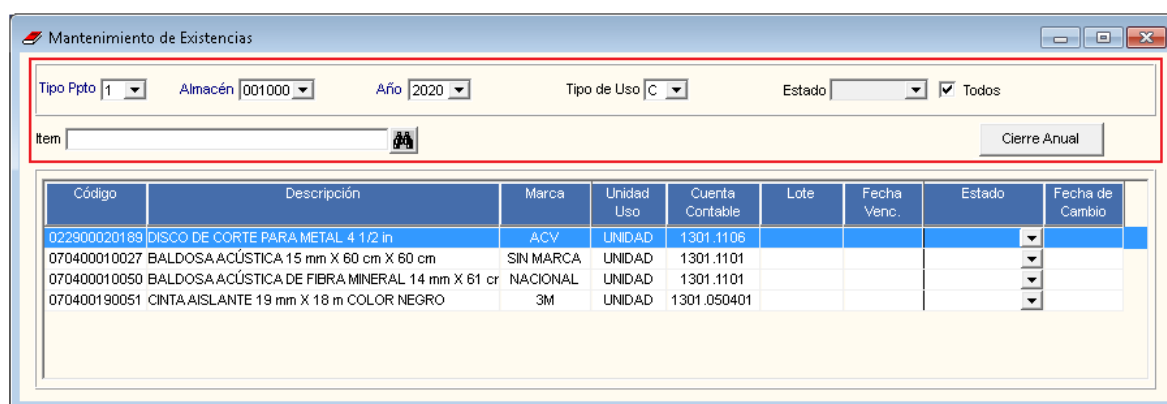 Mantenimiento de Existencias
Tipo Ppto 1 Almacén 001000 Año 2020 Tipo de Uso C Estado Todos
Item Cierre Anual
Código Descripción Marca Unidad Uso Cuenta Contable Lote Fecha Venc. Estado Fecha de Cambio
022900020189 DISCO DE CORTE PARA METAL 4 1/2 in ACV UNIDAD 1301.1106
070400010027 BALDOSA ACÚSTICA 15 mm X 60 cm X 60 cm SIN MARCA UNIDAD 1301.1101
070400010050 BALDOSA ACÚSTICA DE FIBRA MINERAL 14 mm X 61 cr NACIONAL UNIDAD 1301.1101
070400190051 CINTA AISLANTE 19 mm X 18 m COLOR NEGRO 3M UNIDAD 1301.050401